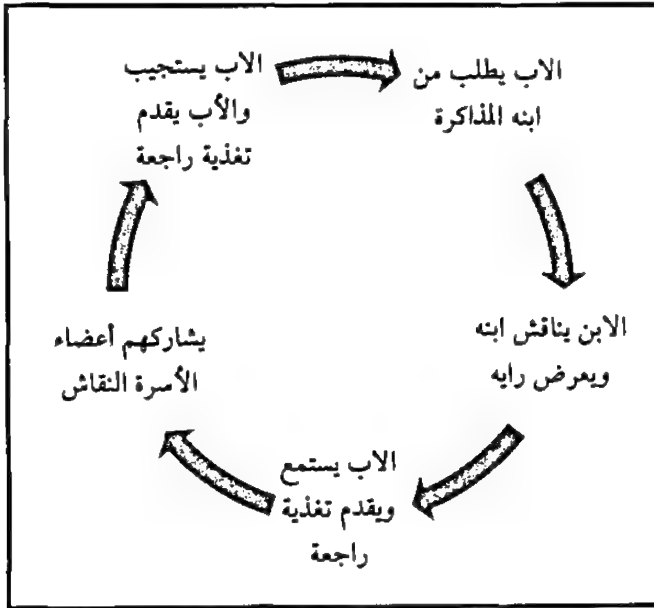 الاب يطلب من
ابنه المذاكرة
الابن يناقش ابنه
ويعرض رايه
الاب يستمع
ويقدم تغذية
راجعة
يشاركهم أعضاء
الأسرة النقاش
الاب يستجيب
والأب يقدم
تغذية راجعة